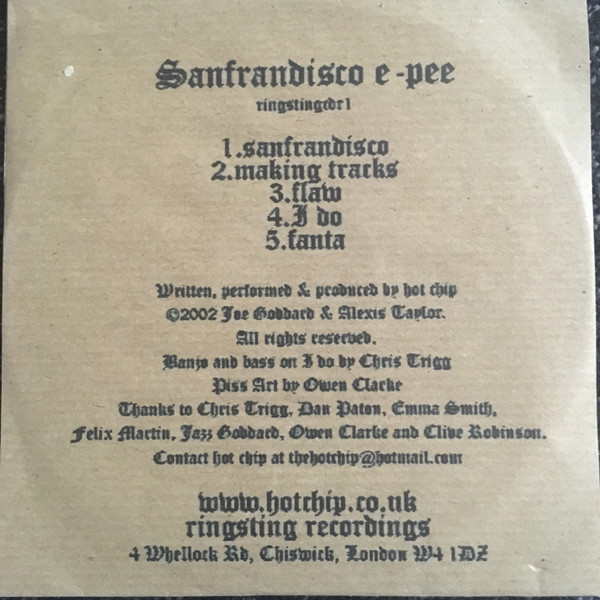 Sanfrandisco e-pee
ringstingcdr1
1.sanfrandisco
2.making tracks
3.flaw
4.I do
5.fanta
Written, performed & produced by hot chip
©2002 Joe Goddard & Alexis Taylor.
All rights reserved.
Banjo and bass on I do by Chris Trigg
Piss Art by Owen Clarke
Thanks to Chris Trigg, Dan Paton, Emma Smith,
Felix Martin, Jazz Goddard, Owen Clarke and Clive Robinson.
Contact hot chip at thehotchip@hotmail.com
www.hotchip.co.uk
ringsting recordings
4 Whellock Rd, Chiswick, London W4 1DZ